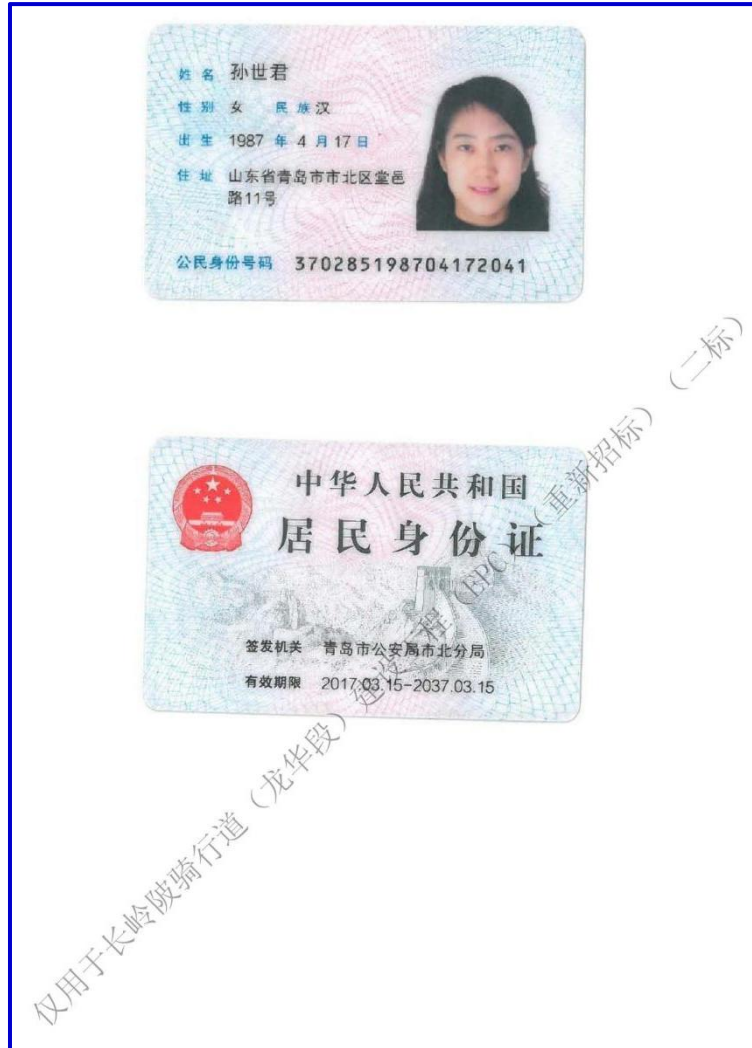 姓名 孙世君
性别 女 民族 汉
出生 1987 年 4 月 17 日
住址 山东省青岛市市北区堂邑
路11号
公民身份号码 370285198704172041
中华人民共和国
居民身份证
签发机关 青岛市公安局市北分局
有效期限 2017.03.15-2037.03.15
仅用于长岭陂骑行道（龙华段）建设工程（EPC）（重新招标）（二标）